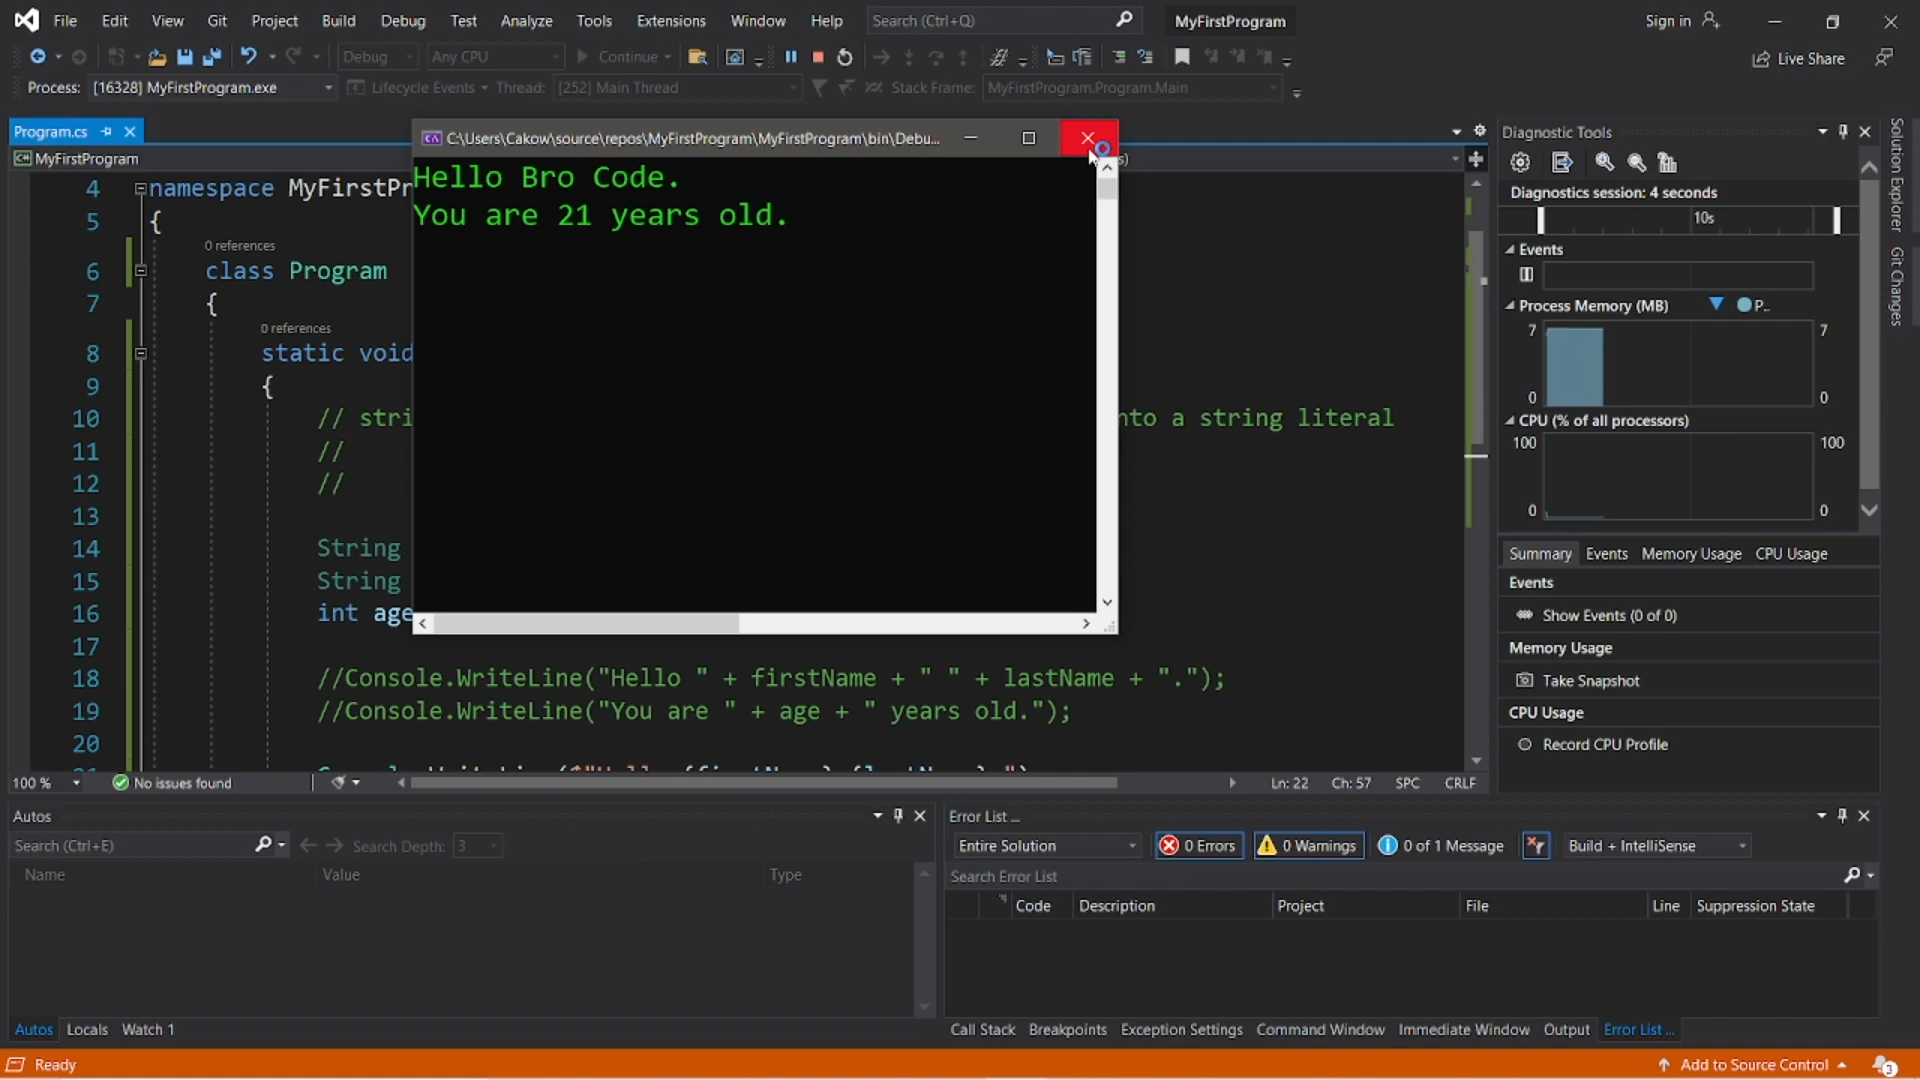 File Edit View Git Project Build Debug Test Analyze Tools Extensions Window Help Search (Ctrl+Q) MyFirstProgram Sign in
Debug Any CPU Continue Live Share
Process: [16328] MyFirstProgram.exe Lifecycle Events Thread: [252] Main Thread Stack Frame: MyFirstProgram.Program.Main
Program.cs
MyFirstProgram
C:\Users\Cakow\source\repos\MyFirstProgram\MyFirstProgram\bin\Debu...
Hello Bro Code.
You are 21 years old.
4 namespace MyFirstPr
5 {
0 references
6 class Program
7 {
0 references
8 static void
9 {
10 // stri nto a string literal
11 //
12 //
13
14 String
15 String
16 int age
17
18 //Console.WriteLine("Hello " + firstName + " " + lastName + ".");
19 //Console.WriteLine("You are " + age + " years old.");
20
100 % No issues found Ln: 22 Ch: 57 SPC CRLF
Diagnostic Tools
Diagnostics session: 4 seconds
10s
Events
Process Memory (MB) P...
7 7
0 0
CPU (% of all processors)
100 100
0 0
Summary Events Memory Usage CPU Usage
Events
Show Events (0 of 0)
Memory Usage
Take Snapshot
CPU Usage
Record CPU Profile
Solution Explorer
Git Changes
Autos
Search (Ctrl+E) Search Depth: 3
Name Value Type
Autos Locals Watch 1
Error List ...
Entire Solution 0 Errors 0 Warnings 0 of 1 Message Build + IntelliSense
Search Error List
Code Description Project File Line Suppression State
Call Stack Breakpoints Exception Settings Command Window Immediate Window Output Error List ...
Ready Add to Source Control 3